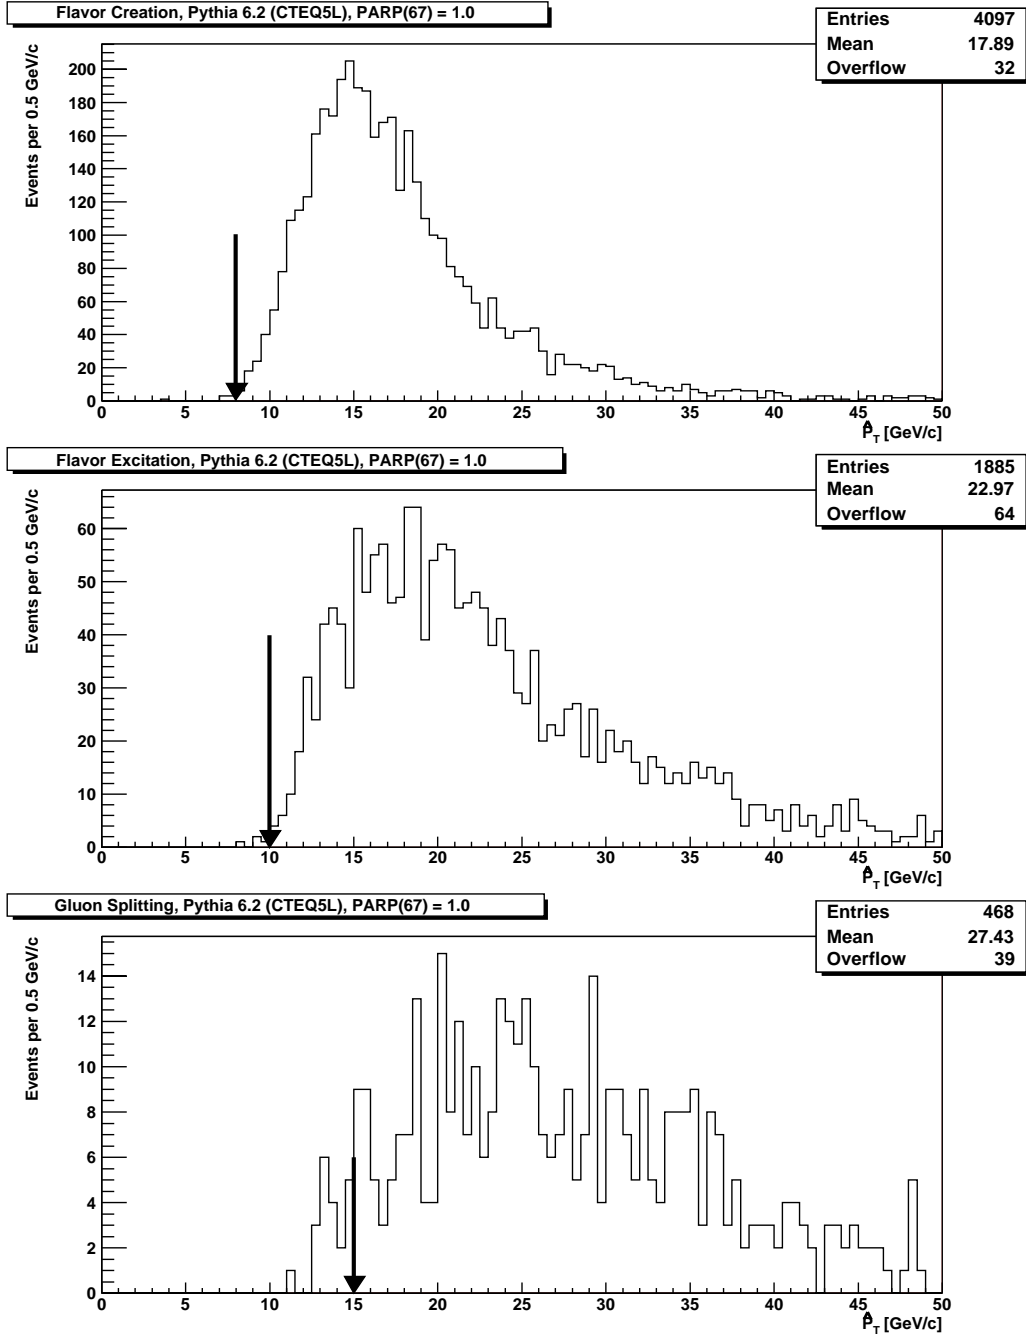 Flavor Creation, Pythia 6.2 (CTEQ5L), PARP(67) = 1.0
Entries 4097
Mean 17.89
Overflow 32
Events per 0.5 GeV/c
200
180
160
140
120
100
80
60
40
20
0
0 5 10 15 20 25 30 35 40 45 50
P̂_T [GeV/c]
Flavor Excitation, Pythia 6.2 (CTEQ5L), PARP(67) = 1.0
Entries 1885
Mean 22.97
Overflow 64
Events per 0.5 GeV/c
60
50
40
30
20
10
0
0 5 10 15 20 25 30 35 40 45 50
P̂_T [GeV/c]
Gluon Splitting, Pythia 6.2 (CTEQ5L), PARP(67) = 1.0
Entries 468
Mean 27.43
Overflow 39
Events per 0.5 GeV/c
14
12
10
8
6
4
2
0
0 5 10 15 20 25 30 35 40 45 50
P̂_T [GeV/c]